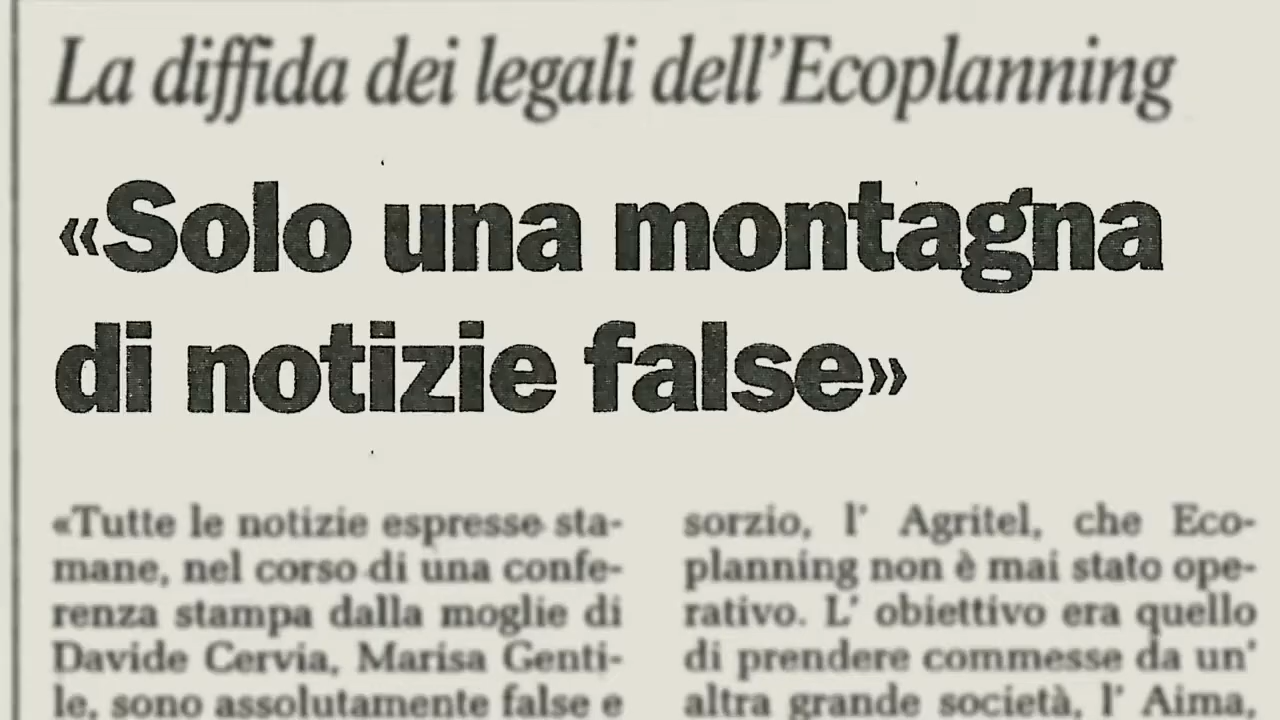 La diffida dei legali dell'Ecoplanning
«Solo una montagna
di notizie false»
«Tutte le notizie espresse sta-
mane, nel corso di una confe-
renza stampa dalla moglie di
Davide Cervia, Marisa Genti-
le, sono assolutamente false e
sorzio, l' Agritel, che Eco-
planning non è mai stato ope-
rativo. L' obiettivo era quello
di prendere commesse da un'
altra grande società, l' Aima,